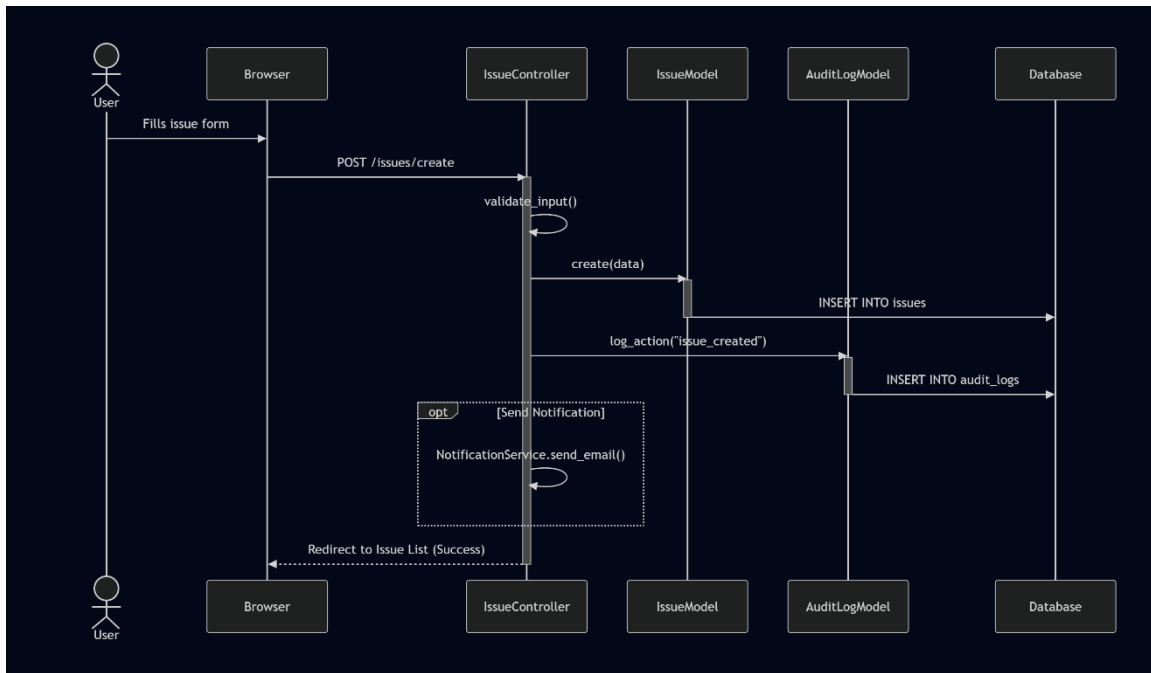 User
Browser
IssueController
IssueModel
AuditLogModel
Database
Fills issue form
POST /issues/create
validate_input()
create(data)
INSERT INTO issues
log_action("issue_created")
INSERT INTO audit_logs
opt
[Send Notification]
NotificationService.send_email()
Redirect to Issue List (Success)
User
Browser
IssueController
IssueModel
AuditLogModel
Database